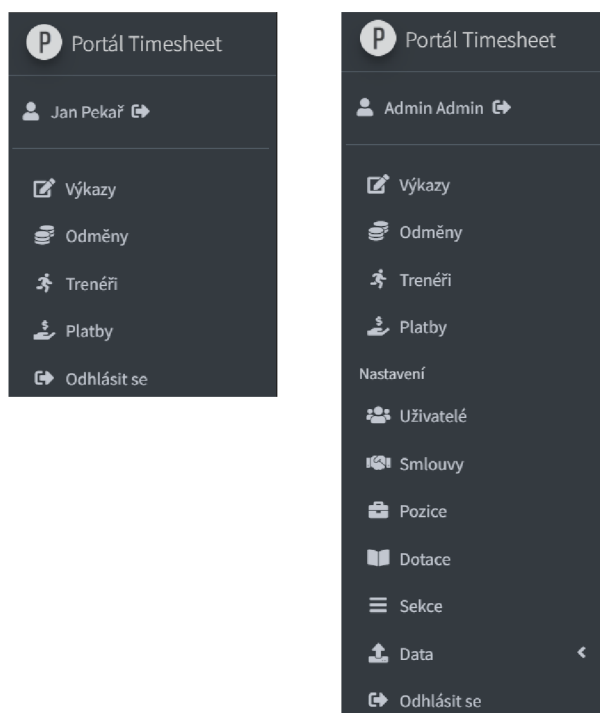 P Portál Timesheet
Jan Pekař
Výkazy
Odměny
Trenéři
Platby
Odhlásit se
P Portál Timesheet
Admin Admin
Výkazy
Odměny
Trenéři
Platby
Nastavení
Uživatelé
Smlouvy
Pozice
Dotace
Sekce
Data
Odhlásit se